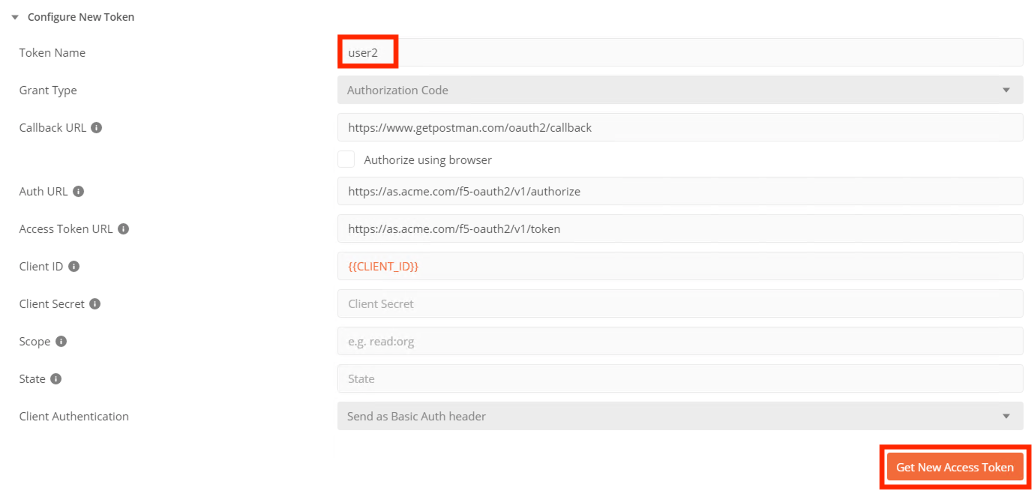 Configure New Token
Token Name
user2
Grant Type
Authorization Code
Callback URL
https://www.getpostman.com/oauth2/callback
Authorize using browser
Auth URL
https://as.acme.com/f5-oauth2/v1/authorize
Access Token URL
https://as.acme.com/f5-oauth2/v1/token
Client ID
{{CLIENT_ID}}
Client Secret
Client Secret
Scope
e.g. read:org
State
State
Client Authentication
Send as Basic Auth header
Get New Access Token